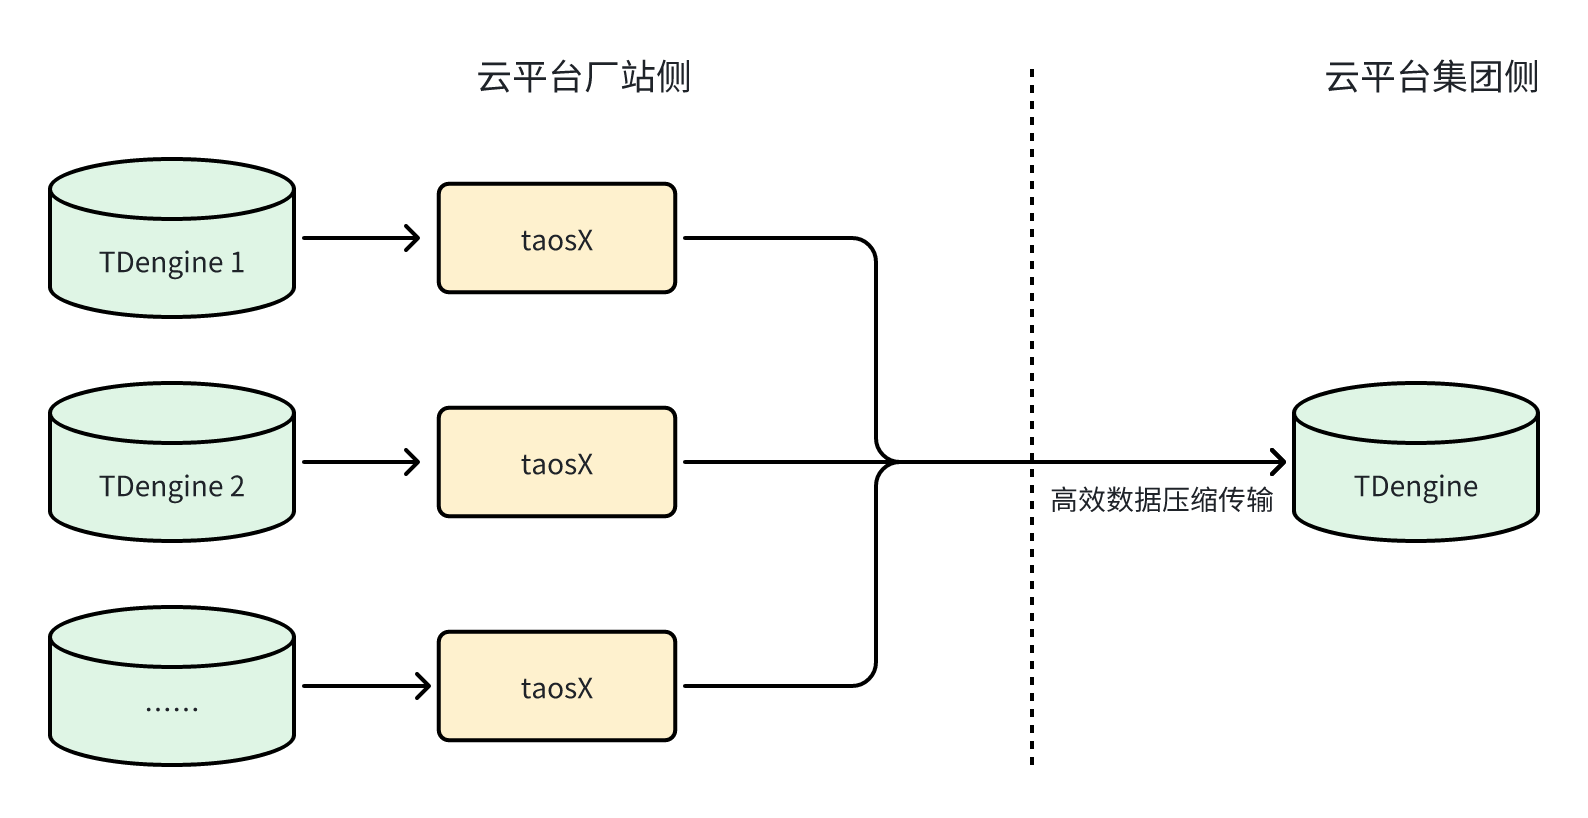 云平台厂站侧
云平台集团侧
TDengine 1
taosX
TDengine 2
taosX
高效数据压缩传输
TDengine
……
taosX